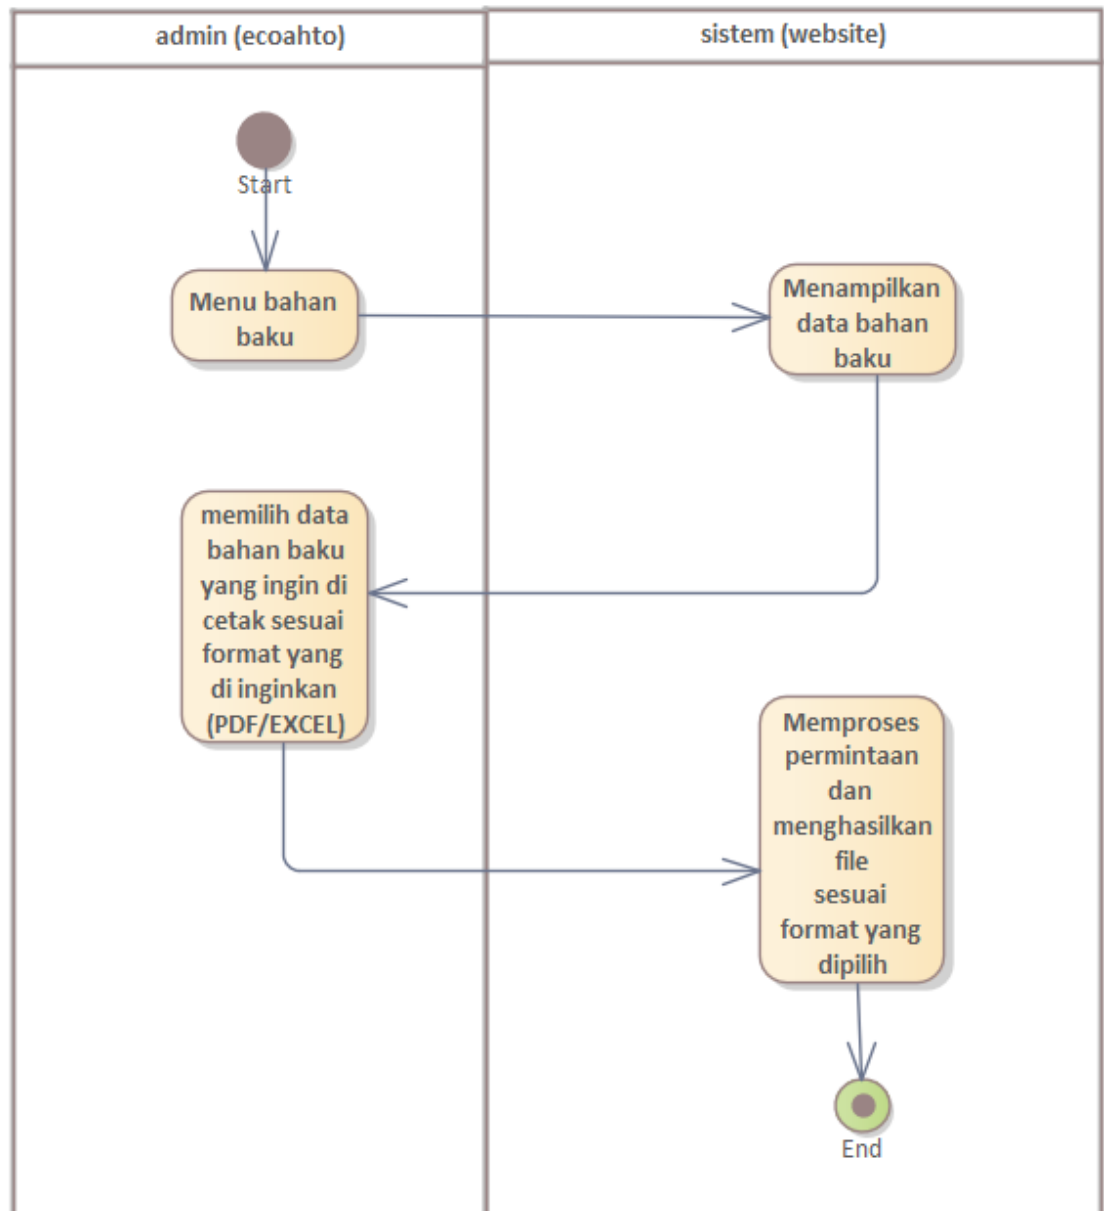 admin (ecoahto)
sistem (website)
Start
Menu bahan
baku
Menampilkan
data bahan
baku
memilih data
bahan baku
yang ingin di
cetak sesuai
format yang
di inginkan
(PDF/EXCEL)
Memproses
permintaan
dan
menghasilkan
file
sesuai
format yang
dipilih
End